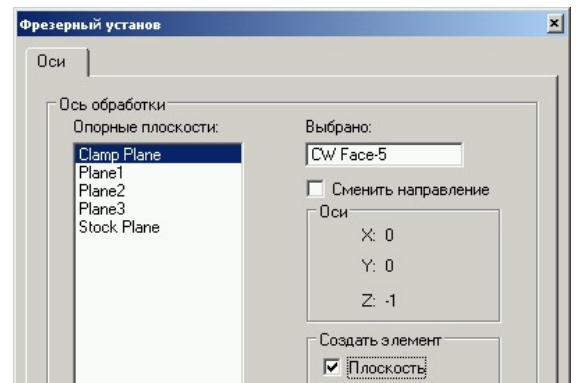 Фрезерный установ
Оси
Ось обработки
Опорные плоскости:
Clamp Plane
Plane1
Plane2
Plane3
Stock Plane
Выбрано:
CW Face-5
Сменить направление
Оси
X: 0
Y: 0
Z: -1
Создать элемент
Плоскость